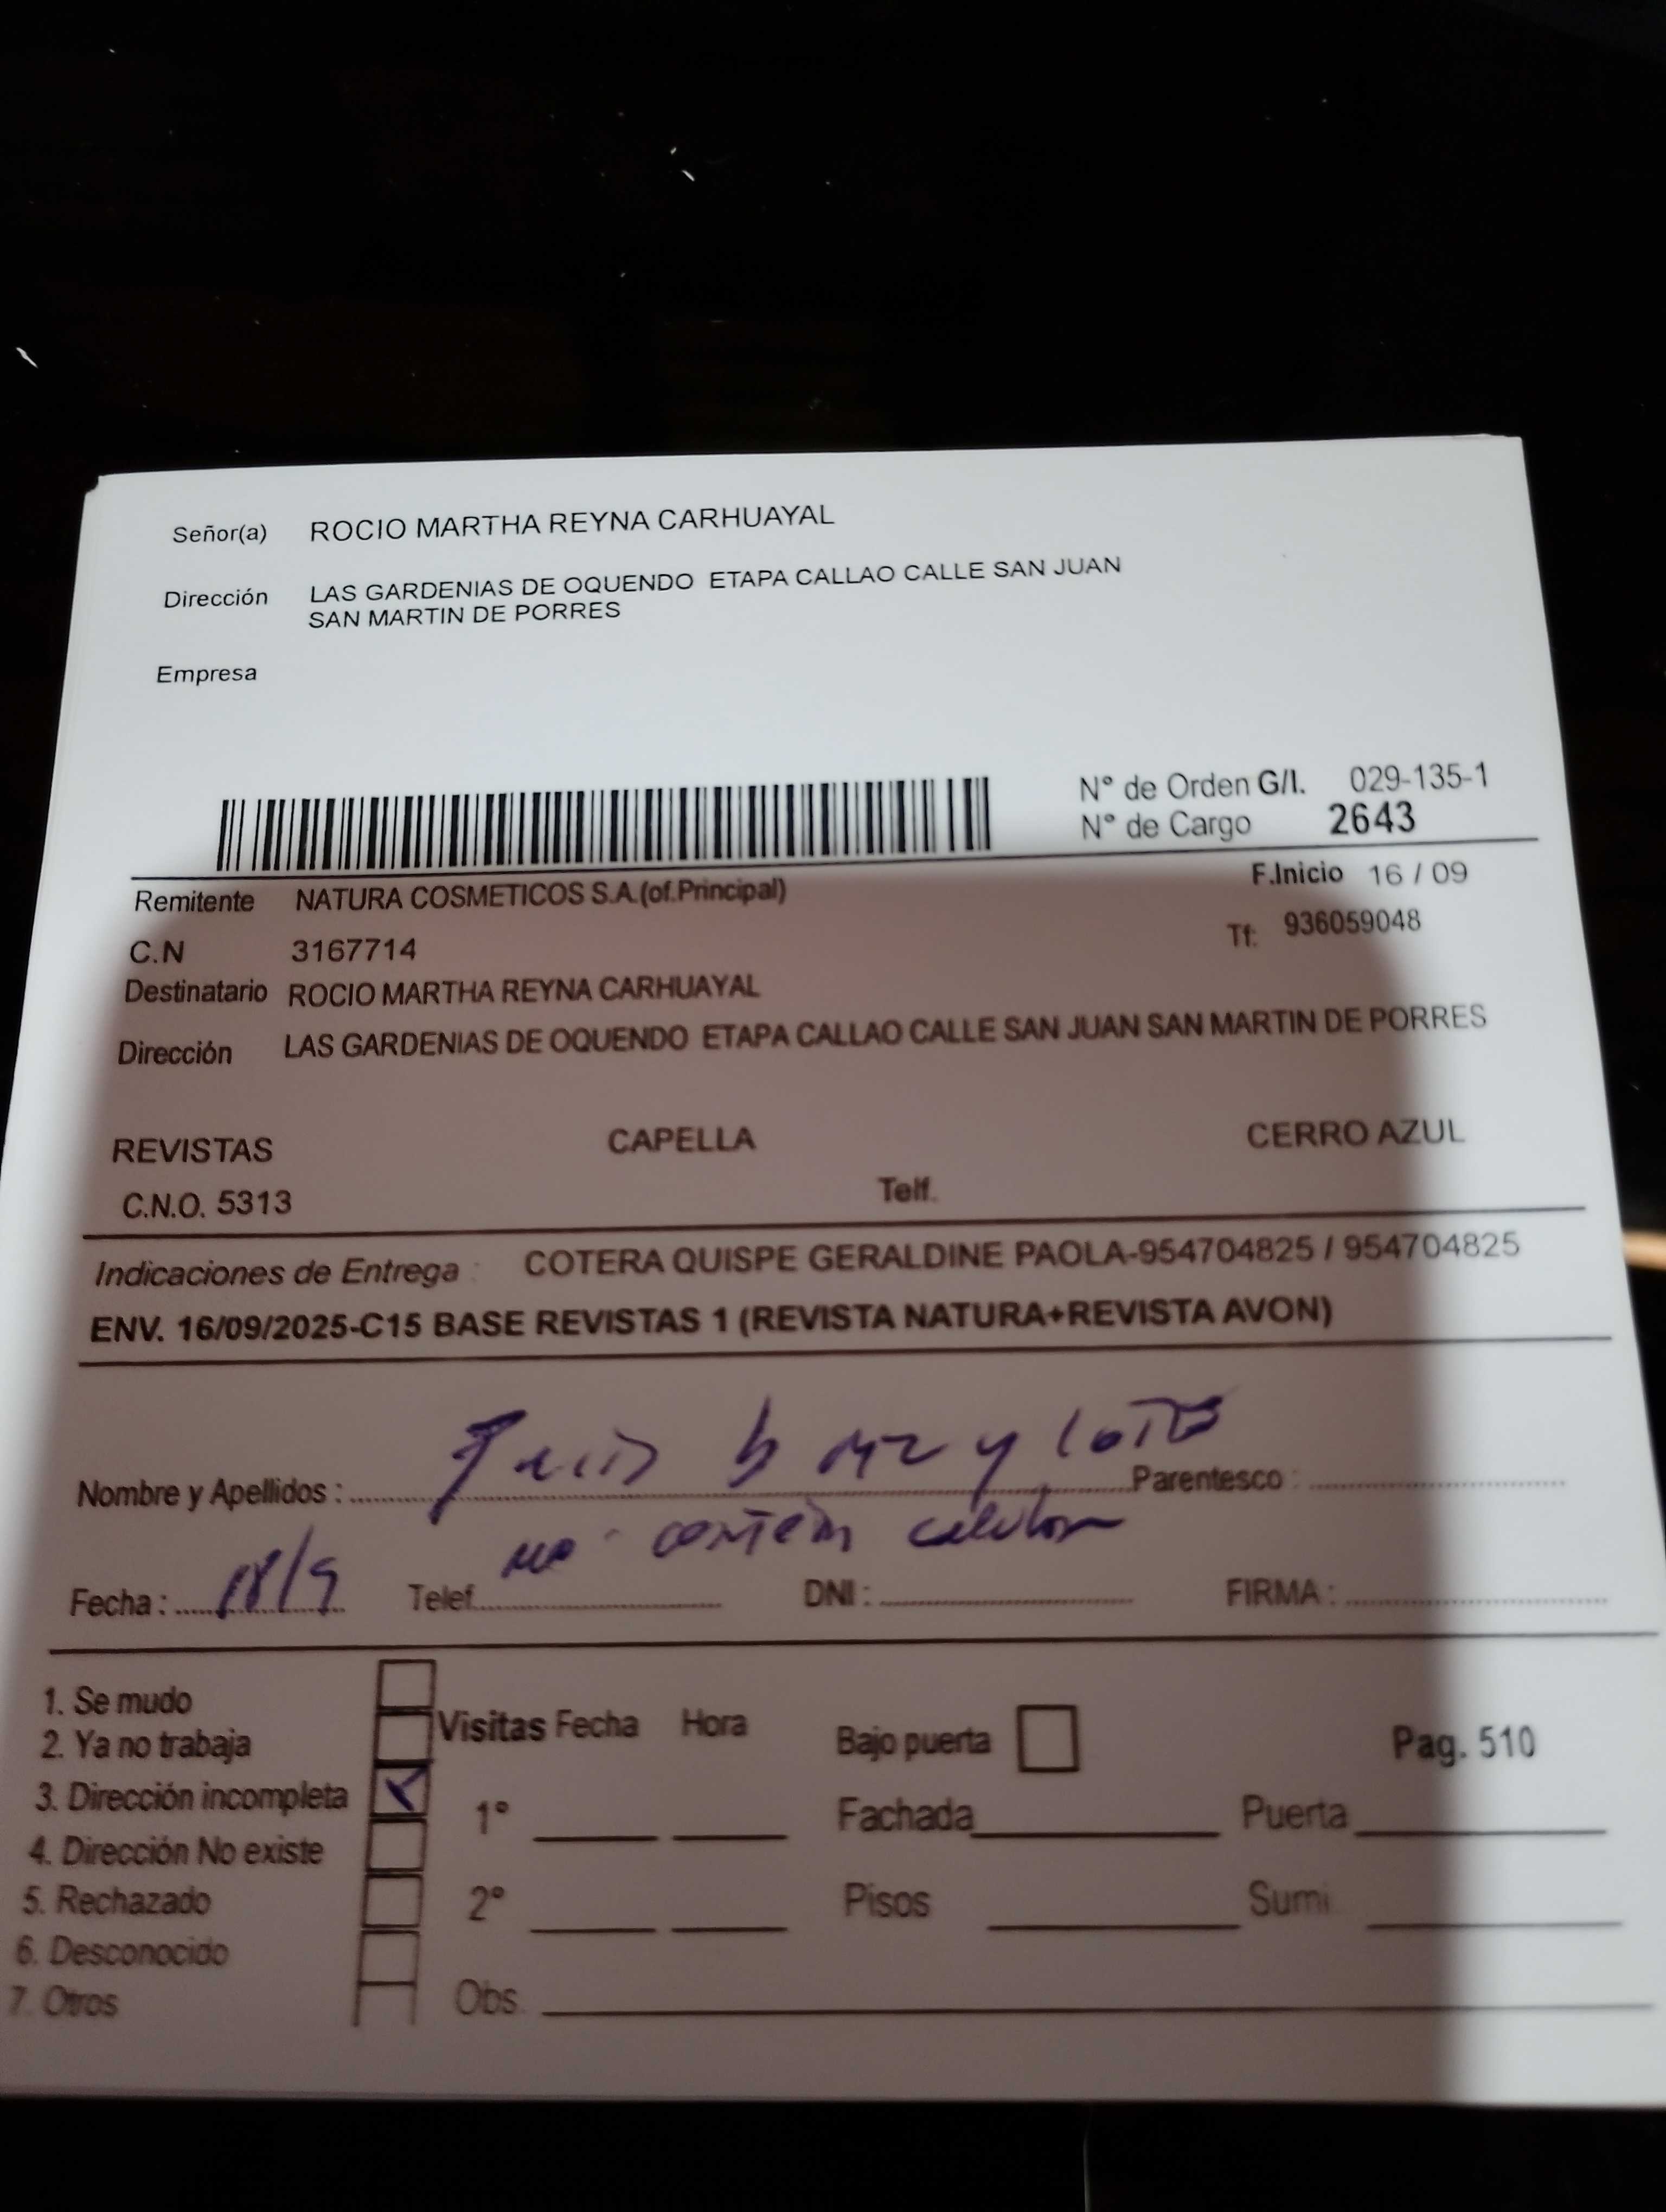 Señor(a) ROCIO MARTHA REYNA CARHUAYAL
Dirección LAS GARDENIAS DE OQUENDO ETAPA CALLAO CALLE SAN JUAN
SAN MARTIN DE PORRES
Empresa
N° de Orden G/I. 029-135-1
N° de Cargo 2643
F.Inicio 16 / 09
Remitente NATURA COSMETICOS S.A.(of.Principal)
Tf: 936059048
C.N 3167714
Destinatario ROCIO MARTHA REYNA CARHUAYAL
Dirección LAS GARDENIAS DE OQUENDO ETAPA CALLAO CALLE SAN JUAN SAN MARTIN DE PORRES
REVISTAS CAPELLA CERRO AZUL
C.N.O. 5313 Telf.
Indicaciones de Entrega : COTERA QUISPE GERALDINE PAOLA-954704825 / 954704825
ENV. 16/09/2025-C15 BASE REVISTAS 1 (REVISTA NATURA+REVISTA AVON)
mz y lote
Nombre y Apellidos : Parentesco :
no contesta
Fecha : 18/9 Telef. DNI : FIRMA :
1. Se mudo
2. Ya no trabaja Visitas Fecha Hora Bajo puerta Pag. 510
3. Dirección incompleta 1° Fachada Puerta
4. Dirección No existe
5. Rechazado 2° Pisos Sumi.
6. Desconocido
7. Otros Obs.